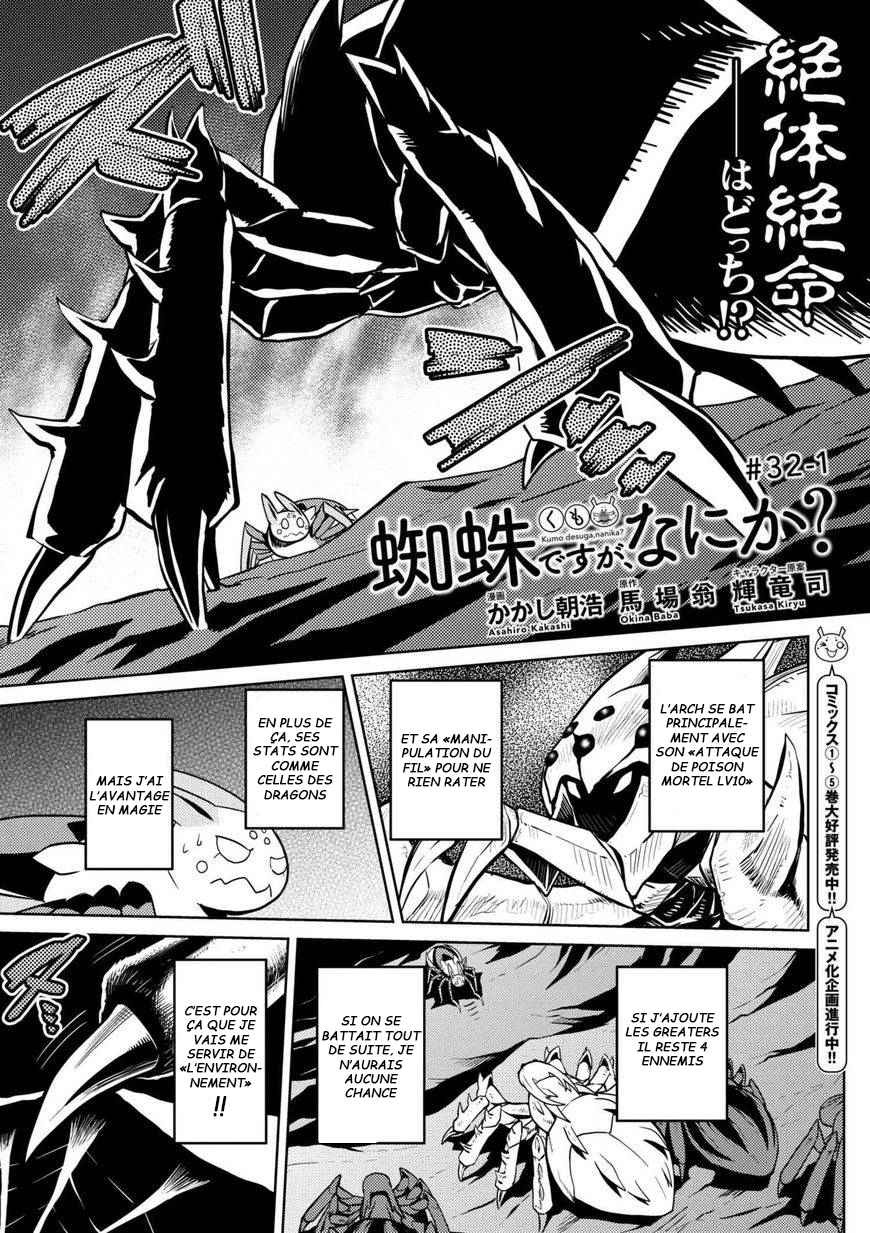 絶体絶命
──はどっち!?
#32-1
くも
Kumo desuga,nanika?
蜘蛛ですが、なにか?
漫画
かかし朝浩
Asahiro Kakashi
原作
馬場翁
Okina Baba
キャラクター原案
輝竜司
Tsukasa Kiryu
L'ARCH SE BAT
PRINCIPALE-
MENT AVEC
SON «ATTAQUE
DE POISON
MORTEL LV10»
ET SA «MANI-
PULATION DU
FIL» POUR NE
RIEN RATER
EN PLUS DE
ÇA, SES
STATS SONT
COMME
CELLES DES
DRAGONS
MAIS J'AI
L'AVANTAGE
EN MAGIE
コミックス①〜⑤巻大好評発売中!!
アニメ化企画進行中!!
SI J'AJOUTE
LES GREATERS
IL RESTE 4
ENNEMIS
SI ON SE
BATTAIT TOUT
DE SUITE, JE
N'AURAIS
AUCUNE
CHANCE
C'EST POUR
ÇA QUE JE
VAIS ME
SERVIR DE
«L'ENVIRON-
NEMENT»
!!